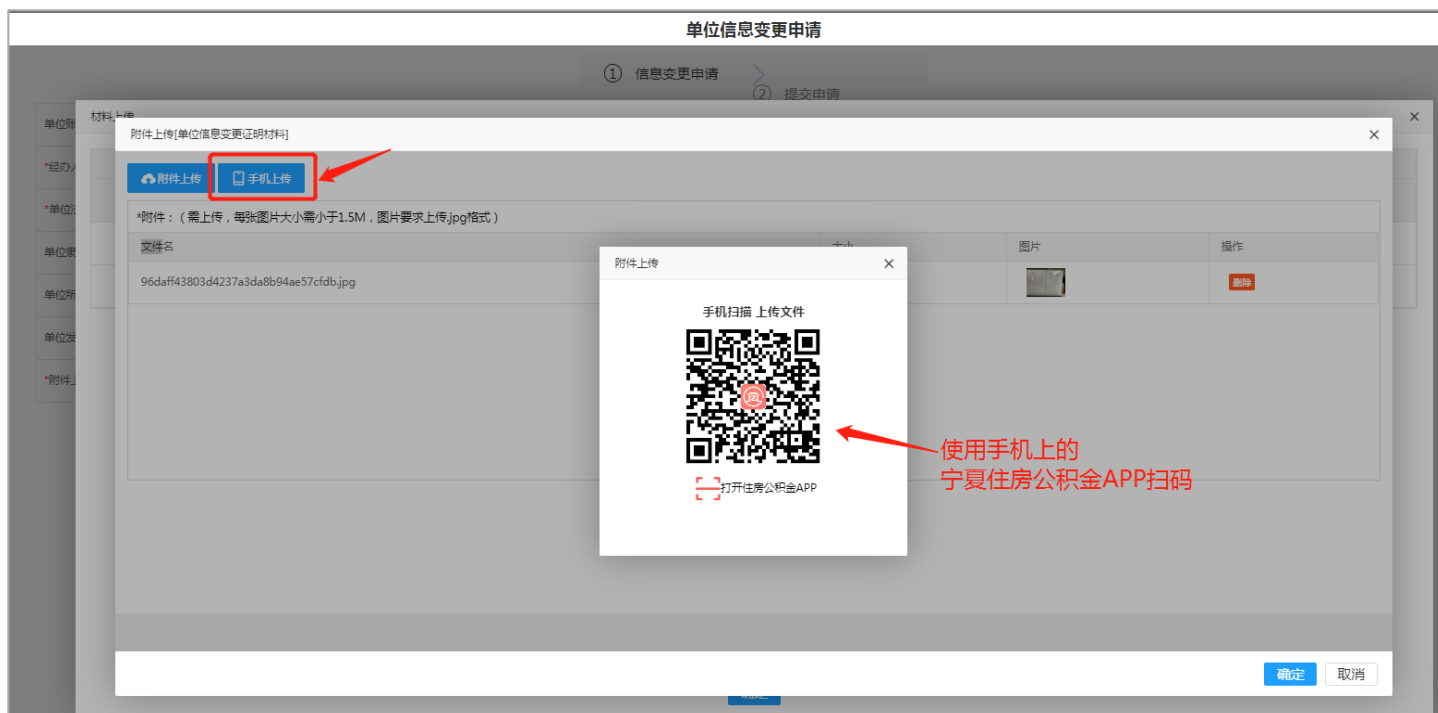 单位信息变更申请
① 信息变更申请
② 提交申请
单位账
材料上传
×
附件上传[单位信息变更证明材料]
×
*经办人
附件上传
手机上传
*单位法
*附件：（需上传，每张图片大小需小于1.5M，图片要求上传.jpg格式）
单位隶
文件名
大小
图片
操作
附件上传
×
96daff43803d4237a3da8b94ae57cfdb.jpg
删除
单位所
手机扫描 上传文件
单位发
*附件上
使用手机上的
宁夏住房公积金APP扫码
打开住房公积金APP
确定
取消